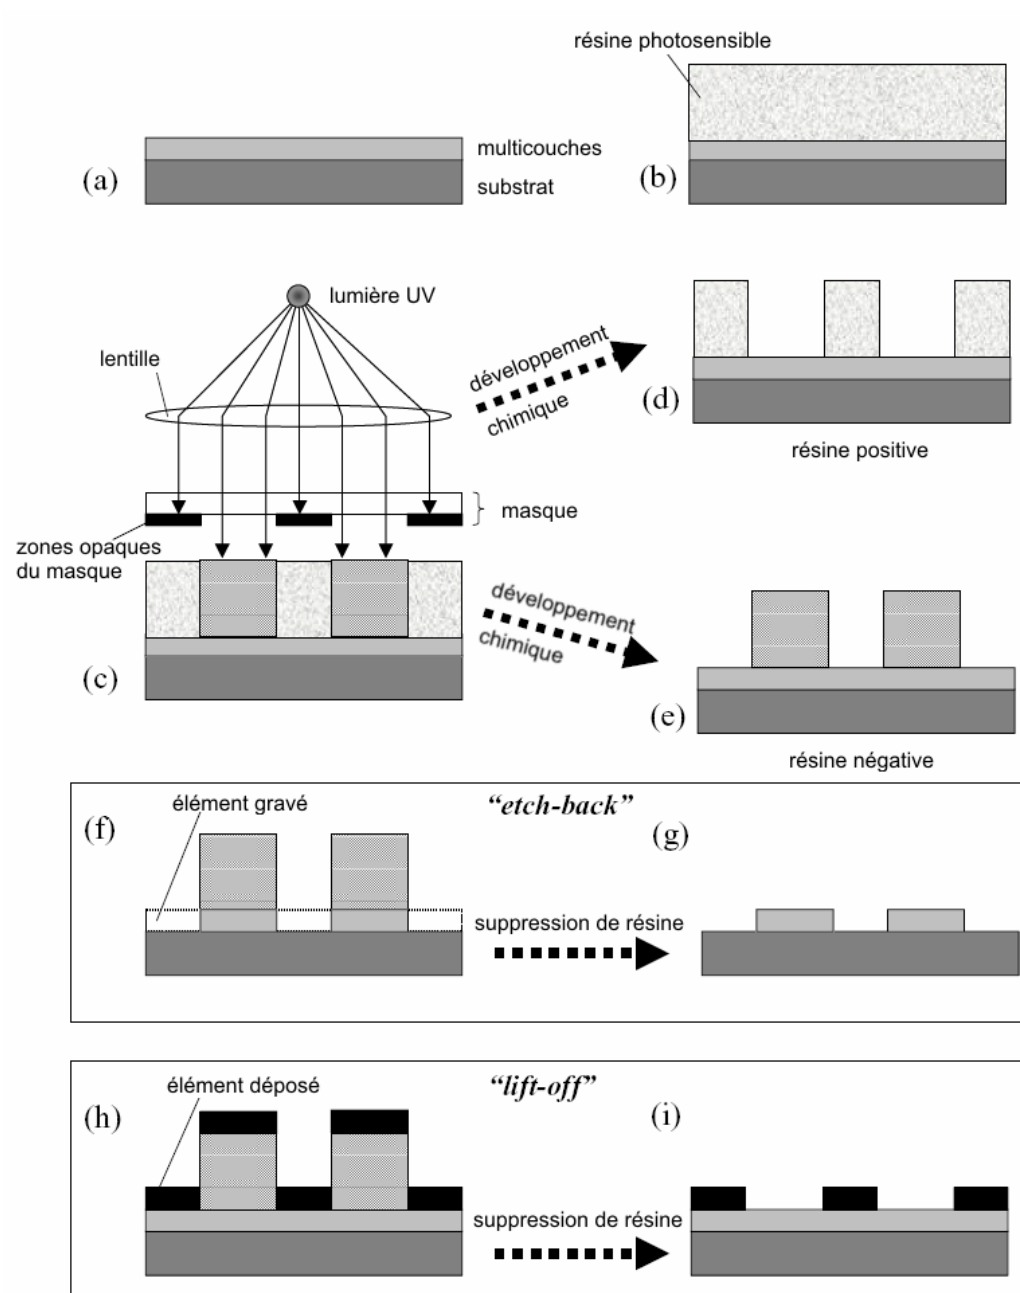 résine photosensible
(a)
multicouches
substrat
(b)
lumière UV
lentille
développement
chimique
(d)
résine positive
masque
zones opaques
du masque
(c)
développement
chimique
(e)
résine négative
(f)
élément gravé
“etch-back”
(g)
suppression de résine
(h)
élément déposé
“lift-off”
(i)
suppression de résine